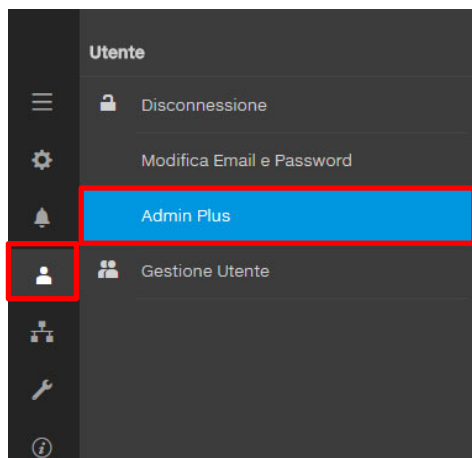 Utente
Disconnessione
Modifica Email e Password
Admin Plus
Gestione Utente